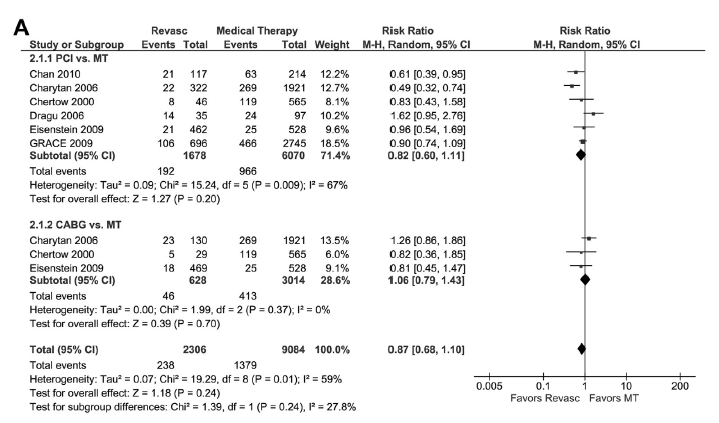 A
Revasc Medical Therapy Risk Ratio Risk Ratio
Study or Subgroup Events Total Events Total Weight M-H, Random, 95% CI M-H, Random, 95% CI
2.1.1 PCI vs. MT
Chan 2010 21 117 63 214 12.2% 0.61 [0.39, 0.95]
Charytan 2006 22 322 269 1921 12.7% 0.49 [0.32, 0.74]
Chertow 2000 8 46 119 565 8.1% 0.83 [0.43, 1.58]
Dragu 2006 14 35 24 97 10.2% 1.62 [0.95, 2.76]
Eisenstein 2009 21 462 25 528 9.6% 0.96 [0.54, 1.69]
GRACE 2009 106 696 466 2745 18.5% 0.90 [0.74, 1.09]
Subtotal (95% CI) 1678 6070 71.4% 0.82 [0.60, 1.11]
Total events 192 966
Heterogeneity: Tau² = 0.09; Chi² = 15.24, df = 5 (P = 0.009); I² = 67%
Test for overall effect: Z = 1.27 (P = 0.20)
2.1.2 CABG vs. MT
Charytan 2006 23 130 269 1921 13.5% 1.26 [0.86, 1.86]
Chertow 2000 5 29 119 565 6.0% 0.82 [0.36, 1.85]
Eisenstein 2009 18 469 25 528 9.1% 0.81 [0.45, 1.47]
Subtotal (95% CI) 628 3014 28.6% 1.06 [0.79, 1.43]
Total events 46 413
Heterogeneity: Tau² = 0.00; Chi² = 1.99, df = 2 (P = 0.37); I² = 0%
Test for overall effect: Z = 0.39 (P = 0.70)
Total (95% CI) 2306 9084 100.0% 0.87 [0.68, 1.10]
Total events 238 1379
Heterogeneity: Tau² = 0.07; Chi² = 19.29, df = 8 (P = 0.01); I² = 59%
Test for overall effect: Z = 1.18 (P = 0.24)
Test for subgroup differences: Chi² = 1.39, df = 1 (P = 0.24), I² = 27.8%
0.005 0.1 1 10 200
Favors Revasc Favors MT